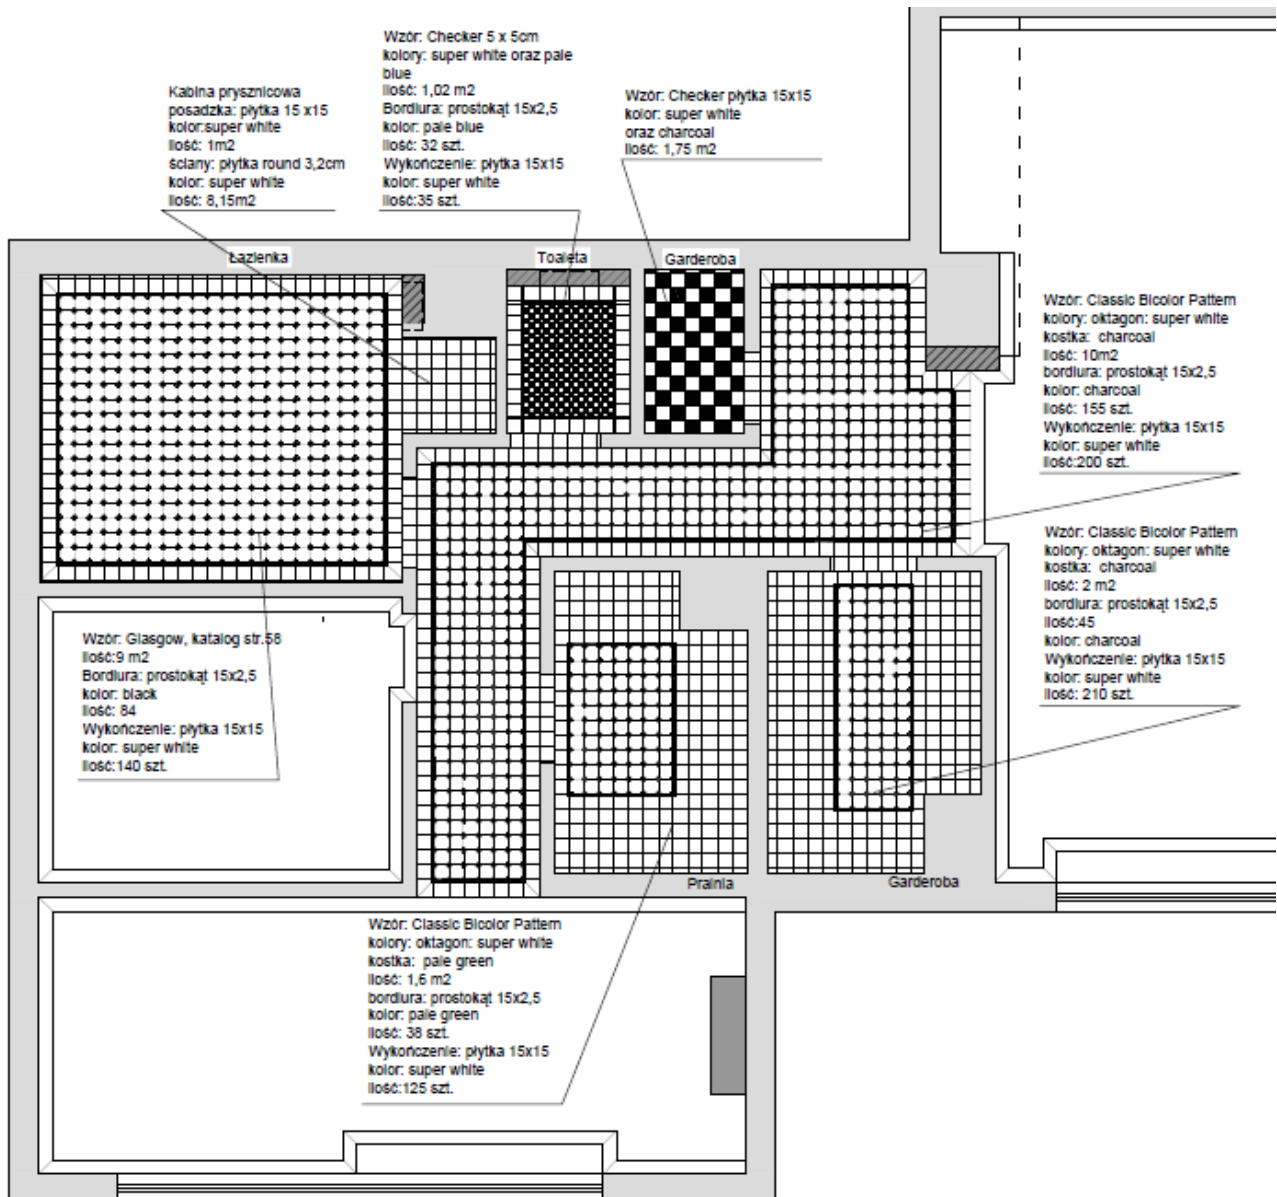 Wzór: Checker 5 x 5cm
kolory: super white oraz pale
blue
Ilość: 1,02 m2
Bordiura: prostokąt 15x2,5
kolor: pale blue
Ilość: 32 szt.
Wykończenie: płytka 15x15
kolor: super white
Ilość:35 szt.
Kabina prysznicowa
posadzka: płytka 15 x15
kolor:super white
Ilość: 1m2
ściany: płytka round 3,2cm
kolor: super white
Ilość: 8,15m2
Wzór: Checker płytka 15x15
kolor: super white
oraz charcoal
Ilość: 1,75 m2
Łazienka
Toaleta
Garderoba
Wzór: Classic Bicolor Pattern
kolory: oktagon: super white
kostka:  charcoal
Ilość: 10m2
bordiura: prostokąt 15x2,5
kolor: charcoal
Ilość: 155 szt.
Wykończenie: płytka 15x15
kolor: super white
Ilość:200 szt.
Wzór: Classic Bicolor Pattern
kolory: oktagon: super white
kostka:  charcoal
Ilość: 2 m2
bordiura: prostokąt 15x2,5
Ilość:45
kolor: charcoal
Wykończenie: płytka 15x15
kolor: super white
Ilość: 210 szt.
Wzór: Glasgow, katalog str.58
Ilość:9 m2
Bordiura: prostokąt 15x2,5
kolor: black
Ilość: 84
Wykończenie: płytka 15x15
kolor: super white
Ilość:140 szt.
Pralnia
Garderoba
Wzór: Classic Bicolor Pattern
kolory: oktagon: super white
kostka:  pale green
Ilość: 1,6 m2
bordiura: prostokąt 15x2,5
kolor: pale green
Ilość: 38 szt.
Wykończenie: płytka 15x15
kolor: super white
Ilość:125 szt.